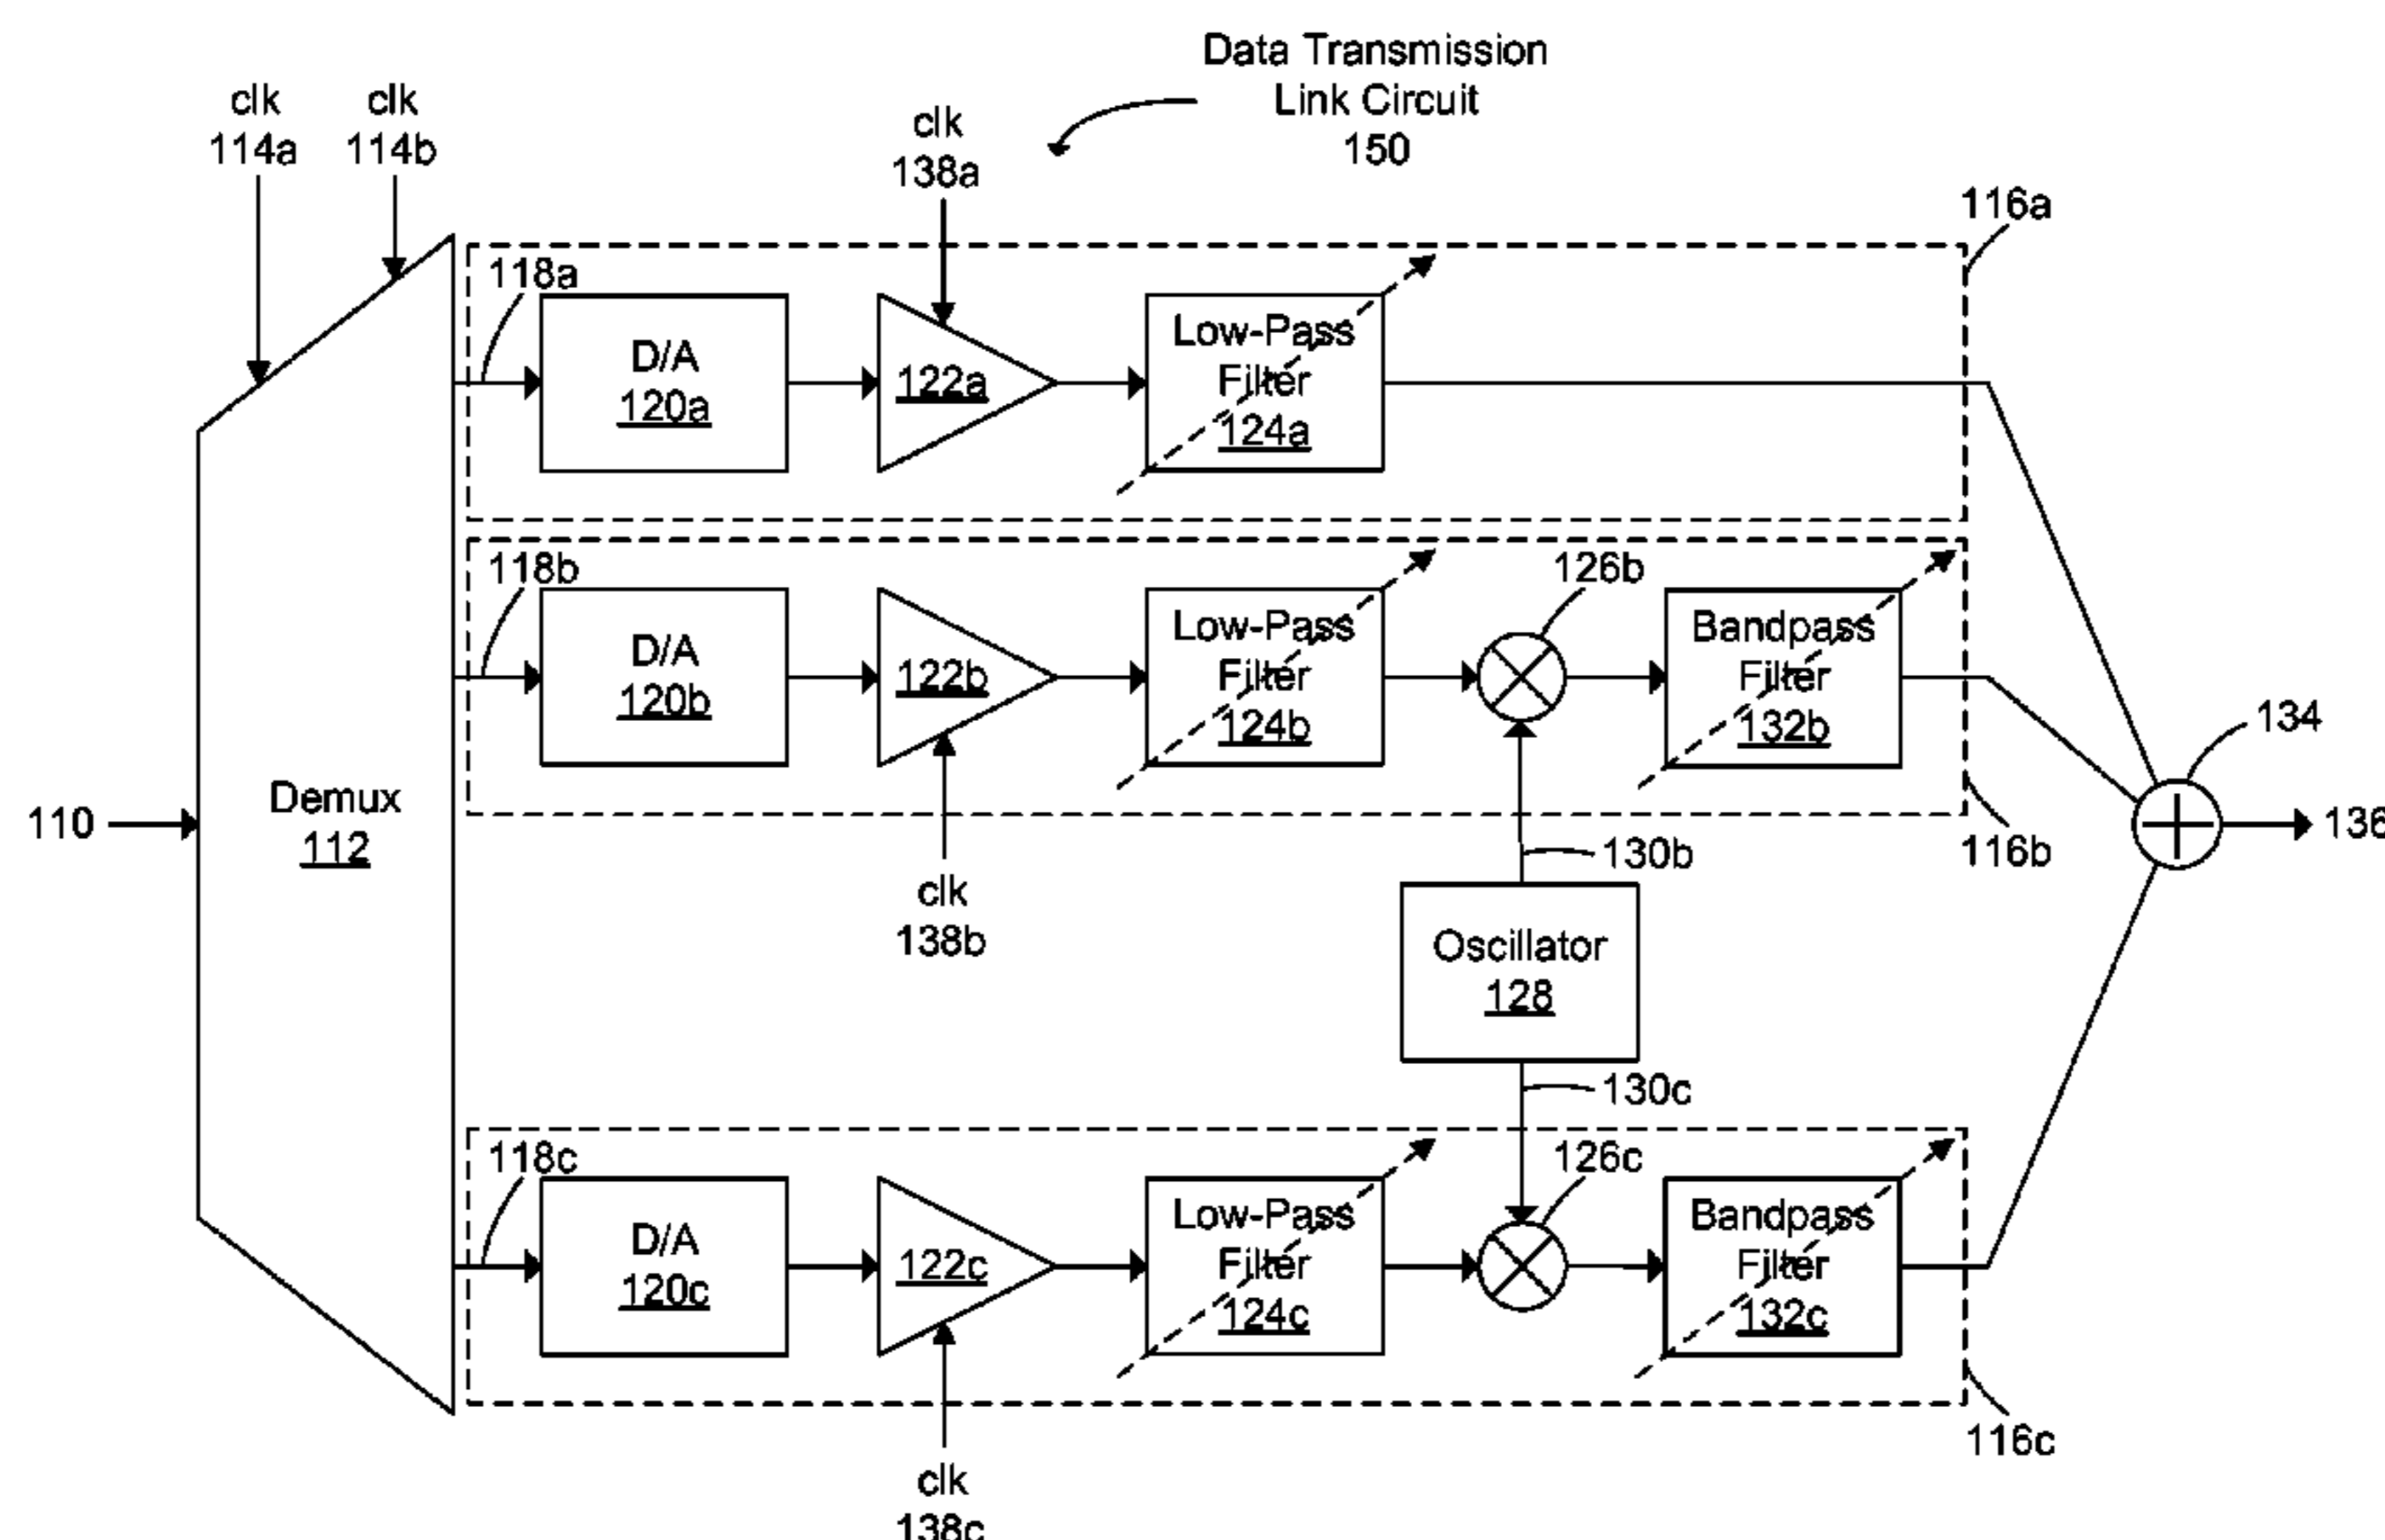 Data Transmission
Link Circuit
150
clk
114a
clk
114b
clk
138a
116a
118a
D/A
120a
122a
Low-Pass
Filter
124a
118b
D/A
120b
122b
Low-Pass
Filter
124b
126b
Bandpass
Filter
132b
134
110
Demux
112
136
clk
138b
130b
116b
Oscillator
128
130c
118c
D/A
120c
122c
Low-Pass
Filter
124c
126c
Bandpass
Filter
132c
116c
clk
138c